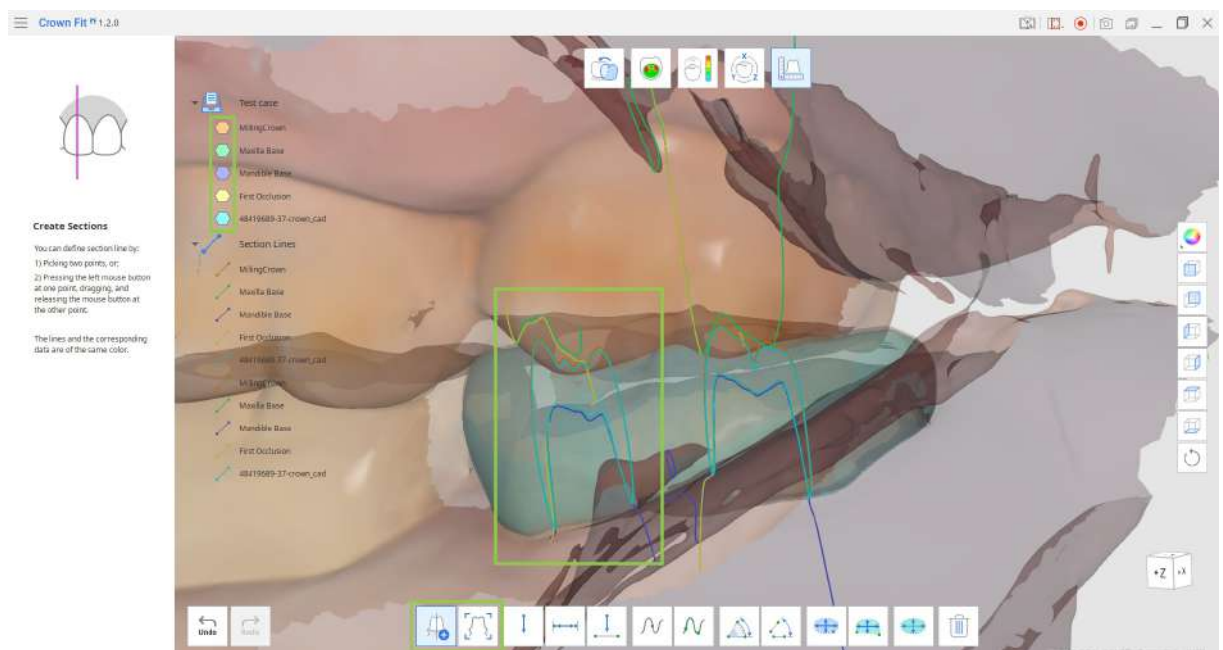 Crown Fit 1.2.0
Create Sections
You can define section line by:
1) Picking two points, or;
2) Pressing the left mouse button
at one point, dragging, and
releasing the mouse button at
the other point.
The lines and the corresponding
data are of the same color.
Test case
MillingCrown
Maxilla Base
Mandible Base
First Occlusion
48419689-37-crown_cad
Section Lines
MillingCrown
Maxilla Base
Mandible Base
First Occlusion
48419689-37-crown_cad
MillingCrown
Maxilla Base
Mandible Base
First Occlusion
48419689-37-crown_cad
X
Y
Z
+Z
+X
Undo
Redo